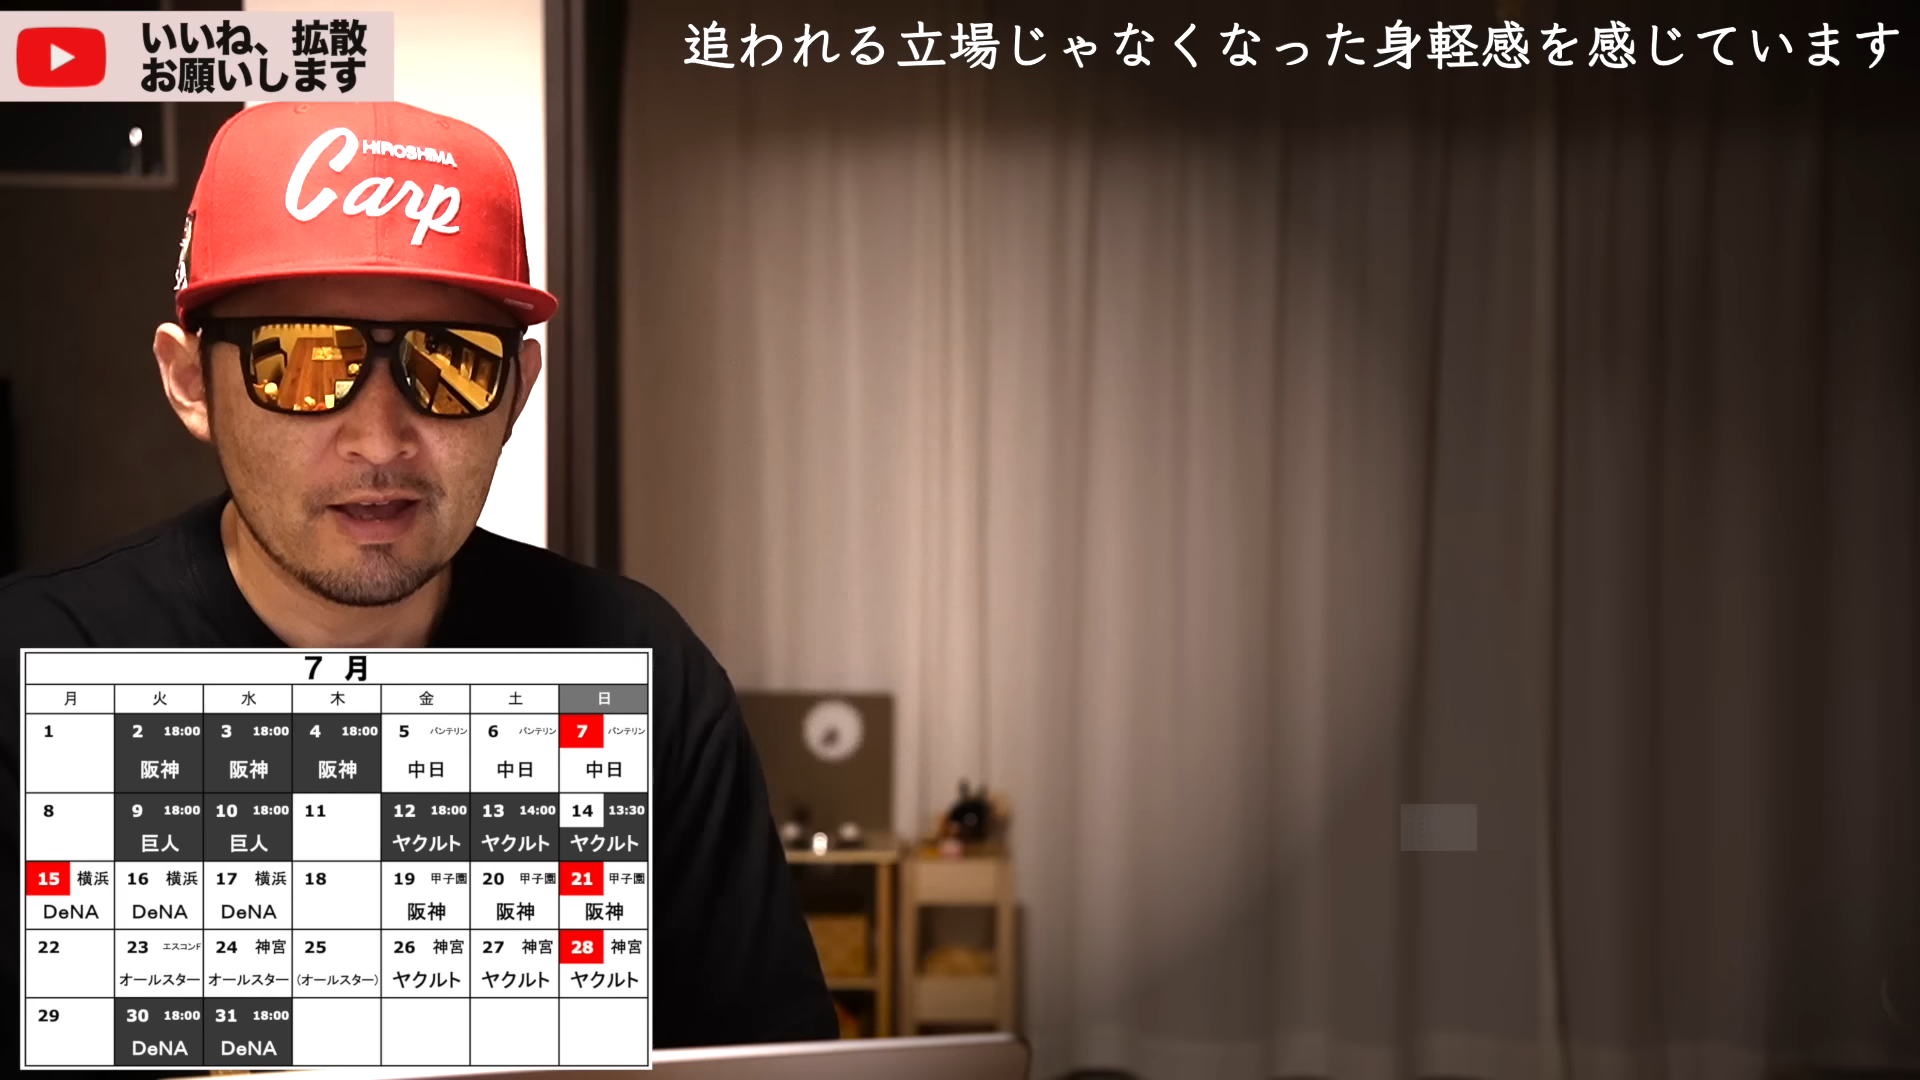 いいね、拡散
お願いします
追われる立場じゃなくなった身軽感を感じています
HIROSHIMA
Carp
7 月
月 火 水 木 金 土 日
1 2 18:00 3 18:00 4 18:00 5 バンテリン 6 バンテリン 7 バンテリン
阪神 阪神 阪神 中日 中日 中日
8 9 18:00 10 18:00 11 12 18:00 13 14:00 14 13:30
巨人 巨人 ヤクルト ヤクルト ヤクルト
15 横浜 16 横浜 17 横浜 18 19 甲子園 20 甲子園 21 甲子園
DeNA DeNA DeNA 阪神 阪神 阪神
22 23 エスコンF 24 神宮 25 26 神宮 27 神宮 28 神宮
オールスター オールスター (オールスター) ヤクルト ヤクルト ヤクルト
29 30 18:00 31 18:00
DeNA DeNA